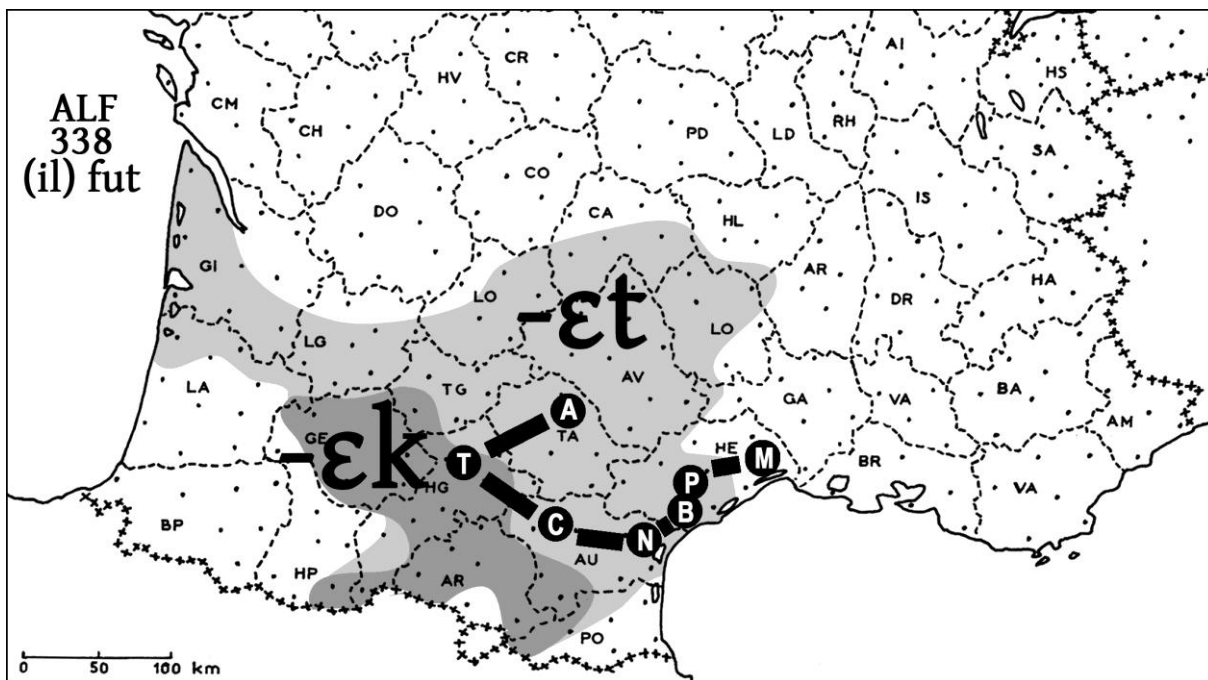 ALF
338
(il) fut
CM
CH
HV
CR
PD
LD
RH
AI
HS
SA
IS
CO
DO
CA
HL
GI
LO
-ɛt
LO
AR
DR
HA
LG
AV
LA
TG
GA
VA
BA
AM
GE
-ɛk
A
TA
T
HG
HE
M
BR
VA
P
BP
C
B
N
AU
HP
AR
PO
0 50 100 km